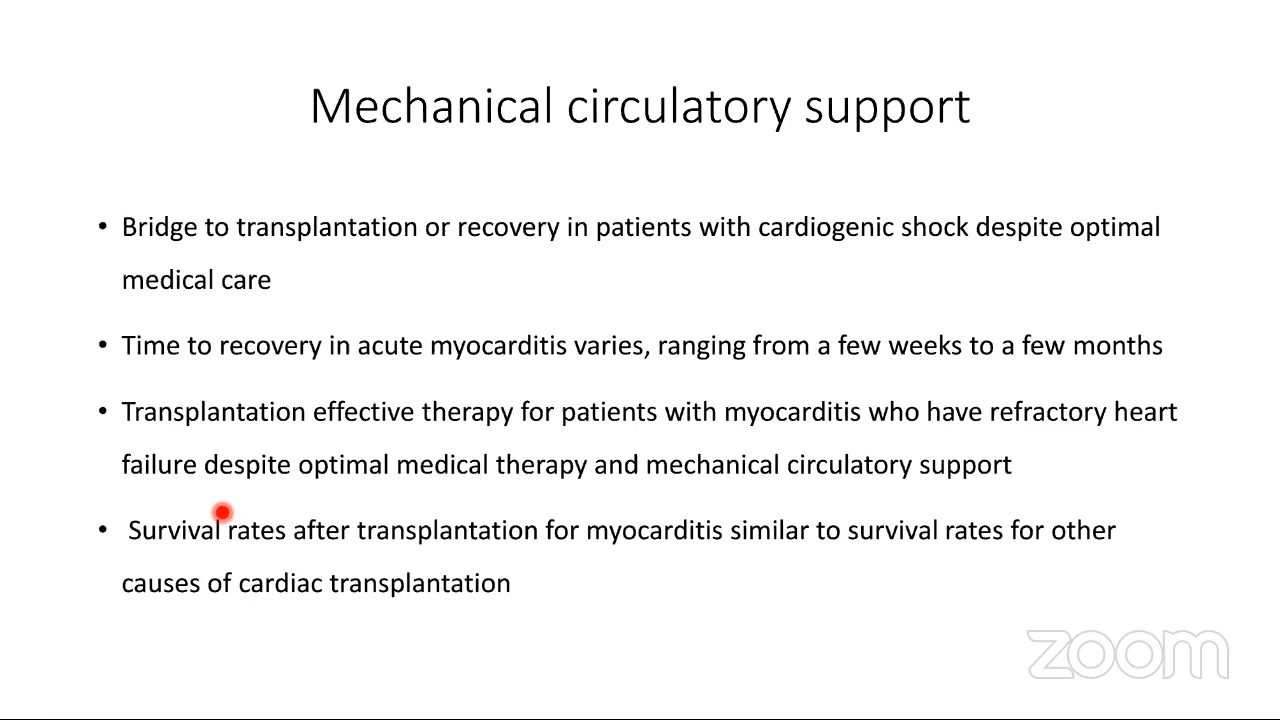 Mechanical circulatory support
• Bridge to transplantation or recovery in patients with cardiogenic shock despite optimal
medical care
• Time to recovery in acute myocarditis varies, ranging from a few weeks to a few months
• Transplantation effective therapy for patients with myocarditis who have refractory heart
failure despite optimal medical therapy and mechanical circulatory support
• Survival rates after transplantation for myocarditis similar to survival rates for other
causes of cardiac transplantation
zoom